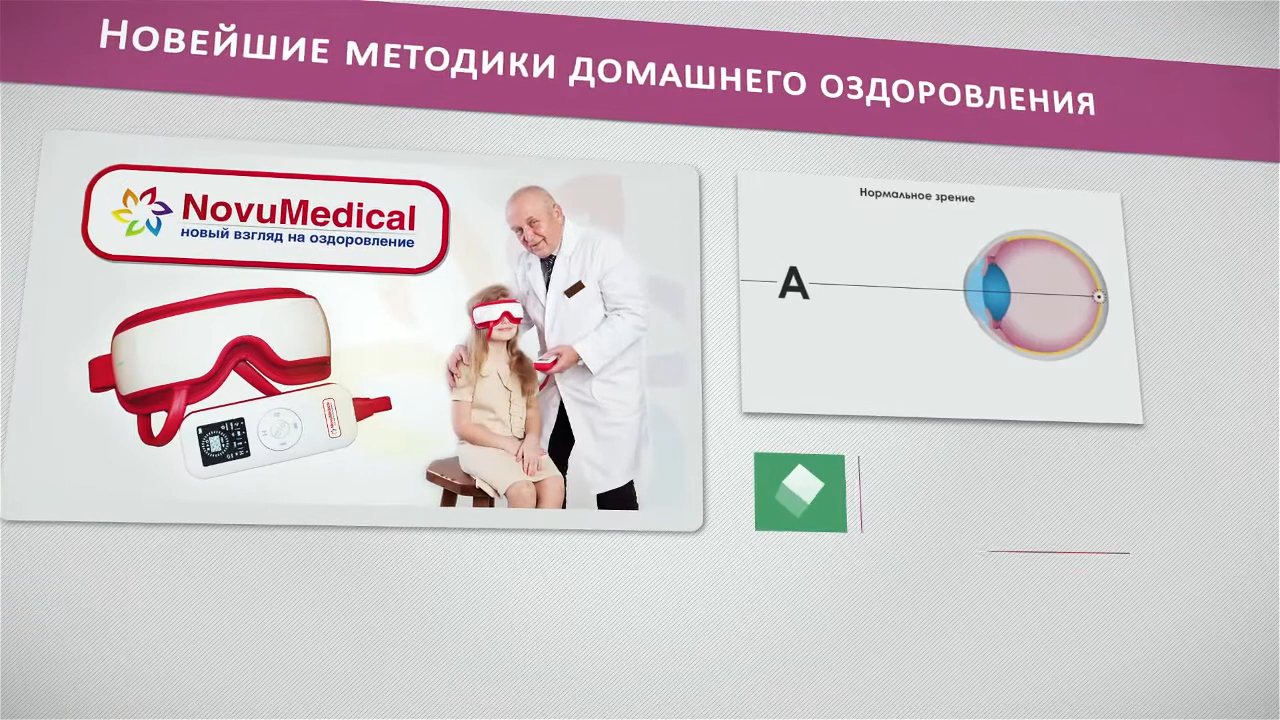 Новейшие методики домашнего оздоровления
NovuMedical
новый взгляд на оздоровление
Нормальное зрение
A